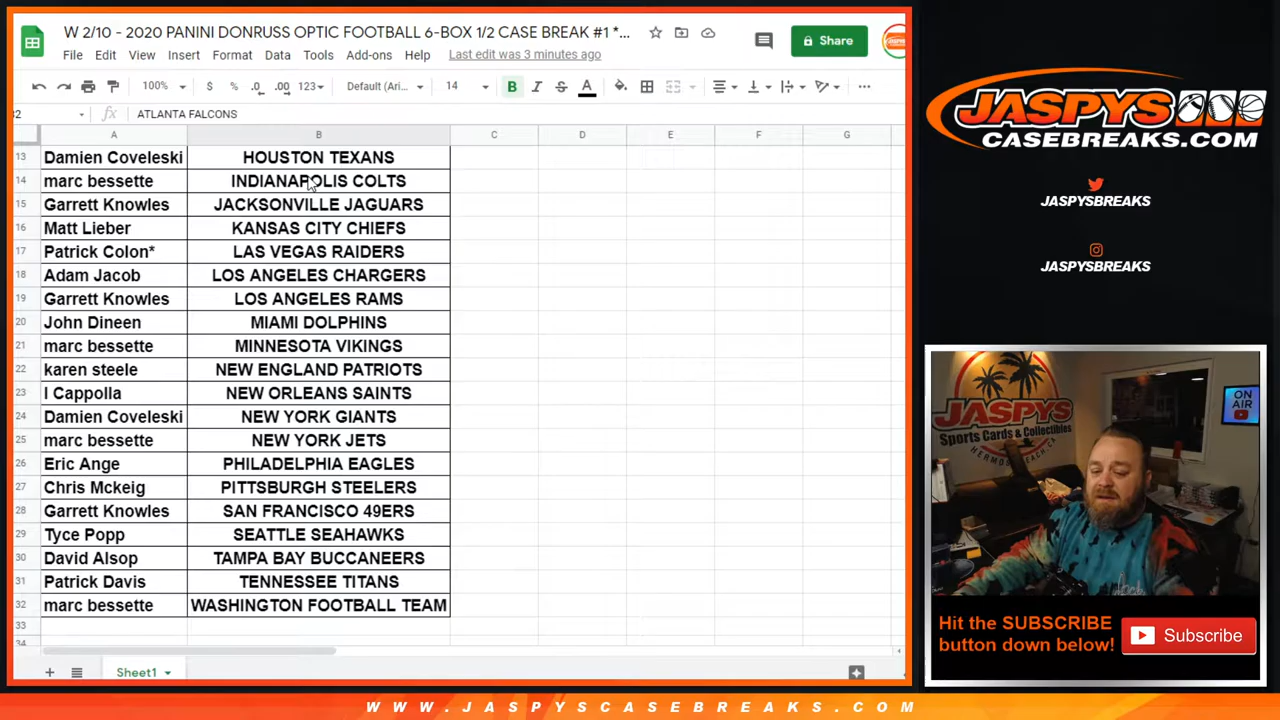 W 2/10 - 2020 PANINI DONRUSS OPTIC FOOTBALL 6-BOX 1/2 CASE BREAK #1 *...
Share
File Edit View Insert Format Data Tools Add-ons Help Last edit was 3 minutes ago
100% $ % .0 .00 123 Default (Ari... 14 B I S A
fx ATLANTA FALCONS
A B C D E F G
13 Damien Coveleski HOUSTON TEXANS
14 marc bessette INDIANAPOLIS COLTS
15 Garrett Knowles JACKSONVILLE JAGUARS
16 Matt Lieber KANSAS CITY CHIEFS
17 Patrick Colon* LAS VEGAS RAIDERS
18 Adam Jacob LOS ANGELES CHARGERS
19 Garrett Knowles LOS ANGELES RAMS
20 John Dineen MIAMI DOLPHINS
21 marc bessette MINNESOTA VIKINGS
22 karen steele NEW ENGLAND PATRIOTS
23 I Cappolla NEW ORLEANS SAINTS
24 Damien Coveleski NEW YORK GIANTS
25 marc bessette NEW YORK JETS
26 Eric Ange PHILADELPHIA EAGLES
27 Chris Mckeig PITTSBURGH STEELERS
28 Garrett Knowles SAN FRANCISCO 49ERS
29 Tyce Popp SEATTLE SEAHAWKS
30 David Alsop TAMPA BAY BUCCANEERS
31 Patrick Davis TENNESSEE TITANS
32 marc bessette WASHINGTON FOOTBALL TEAM
33
34
Sheet1
JASPYS
CASEBREAKS.COM
JASPYSBREAKS
JASPYSBREAKS
JASPYS
Sports Cards & Collectibles
HERMOSA BEACH, CA
ON
AIR
Hit the SUBSCRIBE
button down below!
Subscribe
WWW.JASPYSCASEBREAKS.COM